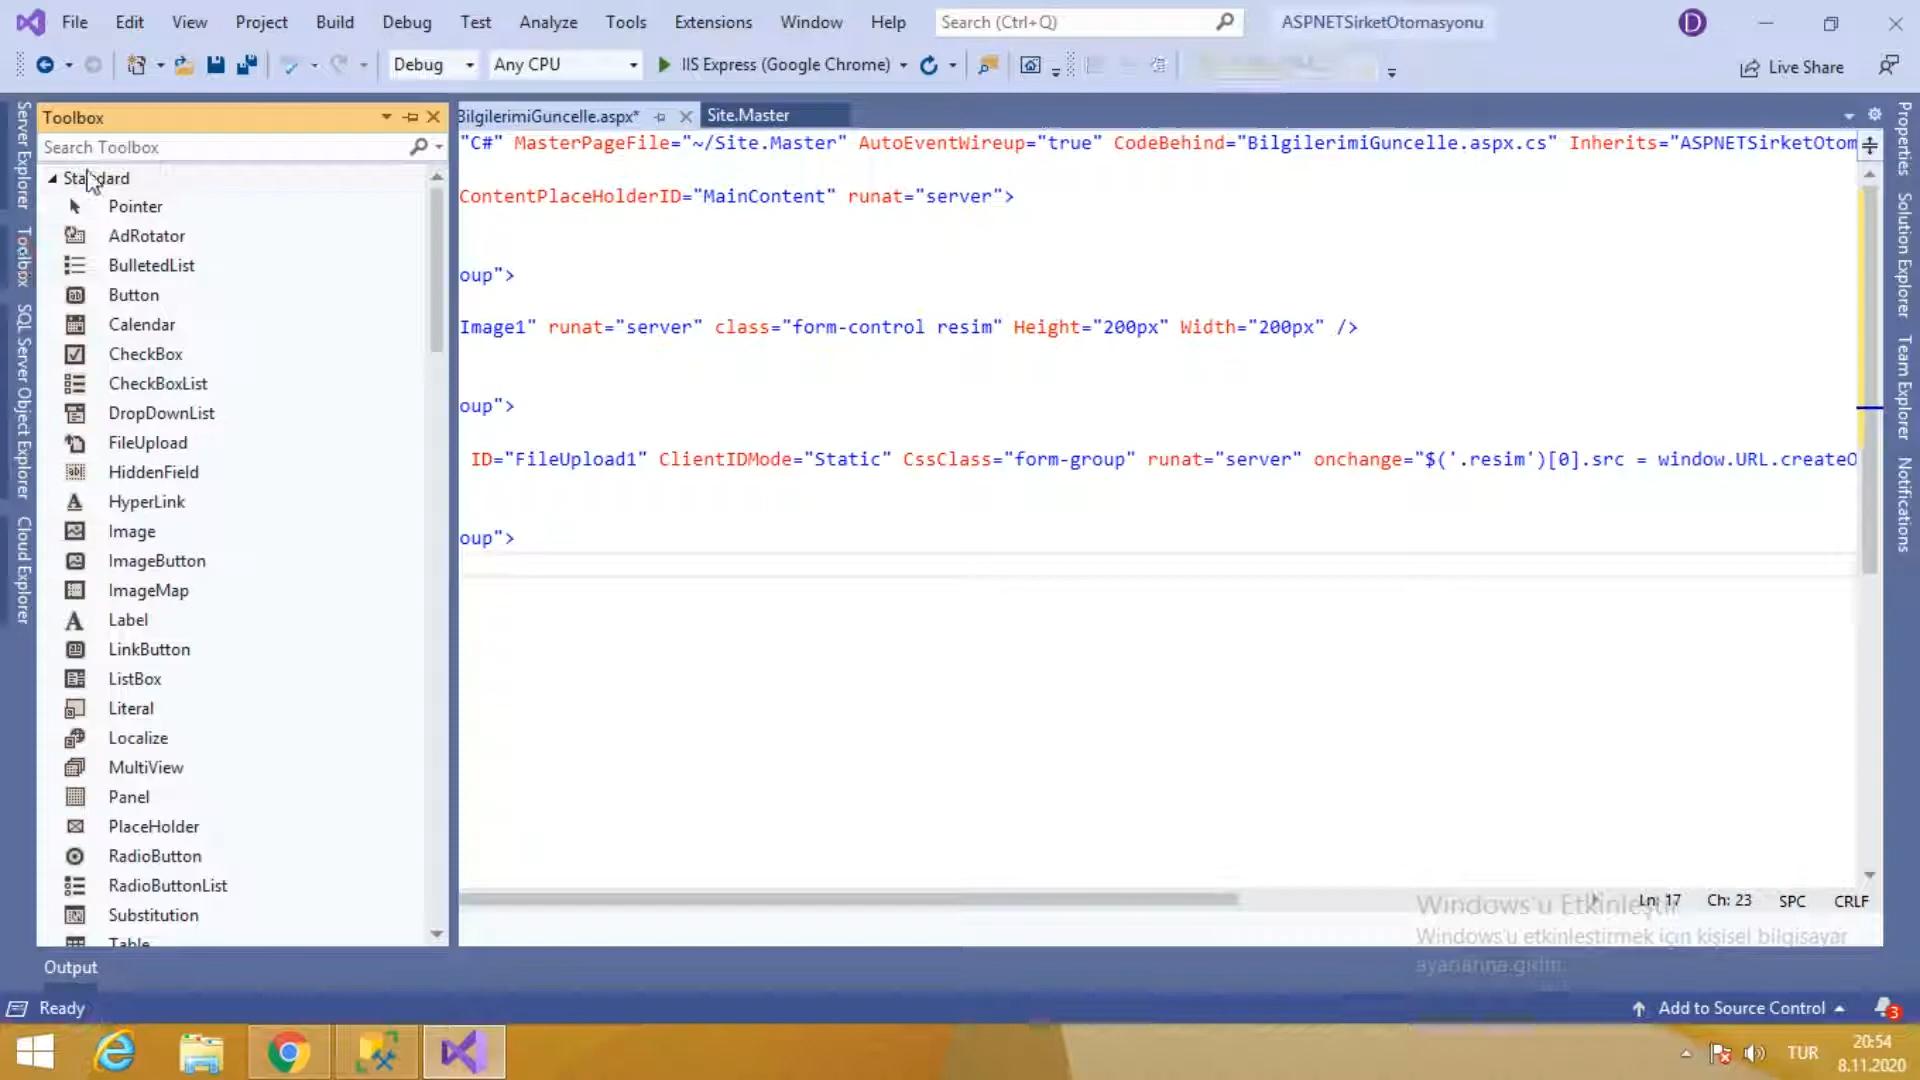 File Edit View Project Build Debug Test Analyze Tools Extensions Window Help Search (Ctrl+Q) ASPNETSirketOtomasyonu D
Debug Any CPU IIS Express (Google Chrome) Live Share
Server Explorer
Toolbox
SQL Server Object Explorer
Cloud Explorer
Toolbox
Search Toolbox
Standard
Pointer
AdRotator
BulletedList
Button
Calendar
CheckBox
CheckBoxList
DropDownList
FileUpload
HiddenField
HyperLink
Image
ImageButton
ImageMap
Label
LinkButton
ListBox
Literal
Localize
MultiView
Panel
PlaceHolder
RadioButton
RadioButtonList
Substitution
Table
BilgilerimiGuncelle.aspx* Site.Master
"C#" MasterPageFile="~/Site.Master" AutoEventWireup="true" CodeBehind="BilgilerimiGuncelle.aspx.cs" Inherits="ASPNETSirketOtom
ContentPlaceHolderID="MainContent" runat="server">
oup">
Image1" runat="server" class="form-control resim" Height="200px" Width="200px" />
oup">
ID="FileUpload1" ClientIDMode="Static" CssClass="form-group" runat="server" onchange="$('.resim')[0].src = window.URL.createO
oup">
Ln: 17 Ch: 23 SPC CRLF
Windows'u Etkinleştir
Windows'u etkinleştirmek için kişisel bilgisayar
ayarlarına gidin.
Properties
Solution Explorer
Team Explorer
Notifications
Output
Ready Add to Source Control 3
TUR
20:54
8.11.2020